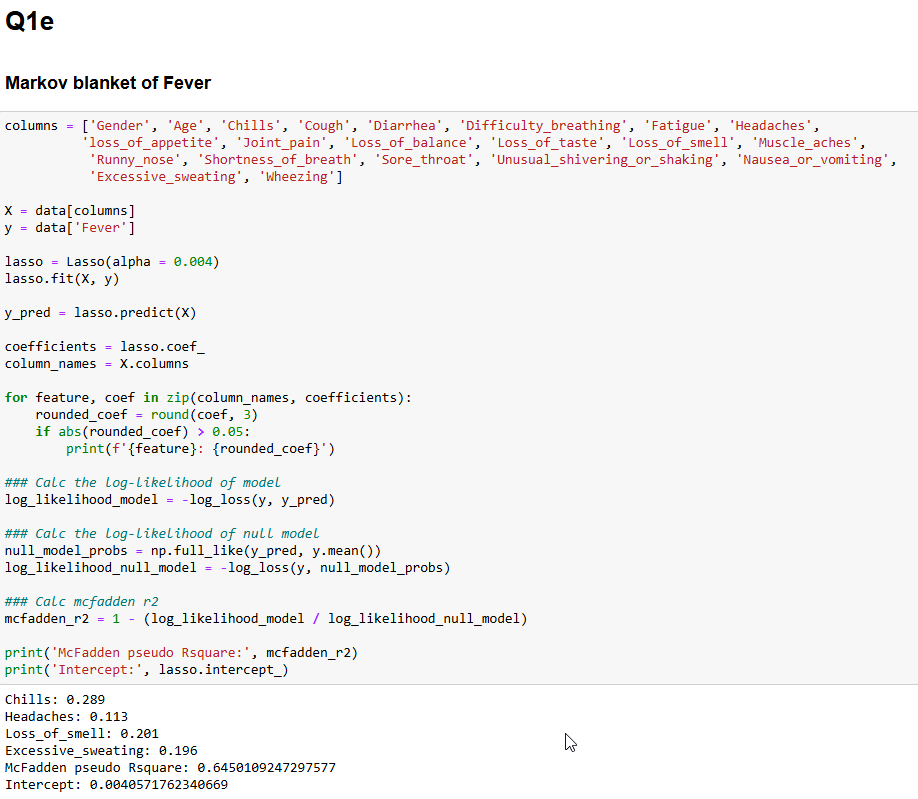 Q1e
Markov blanket of Fever
columns = ['Gender', 'Age', 'Chills', 'Cough', 'Diarrhea', 'Difficulty_breathing', 'Fatigue', 'Headaches',
'loss_of_appetite', 'Joint_pain', 'Loss_of_balance', 'Loss_of_taste', 'Loss_of_smell', 'Muscle_aches',
'Runny_nose', 'Shortness_of_breath', 'Sore_throat', 'Unusual_shivering_or_shaking', 'Nausea_or_vomiting',
'Excessive_sweating', 'Wheezing']
X = data[columns]
y = data['Fever']
lasso = Lasso(alpha = 0.004)
lasso.fit(X, y)
y_pred = lasso.predict(X)
coefficients = lasso.coef_
column_names = X.columns
for feature, coef in zip(column_names, coefficients):
    rounded_coef = round(coef, 3)
    if abs(rounded_coef) > 0.05:
        print(f'{feature}: {rounded_coef}')
### Calc the log-likelihood of model
log_likelihood_model = -log_loss(y, y_pred)
### Calc the log-likelihood of null model
null_model_probs = np.full_like(y_pred, y.mean())
log_likelihood_null_model = -log_loss(y, null_model_probs)
### Calc mcfadden r2
mcfadden_r2 = 1 - (log_likelihood_model / log_likelihood_null_model)
print('McFadden pseudo Rsquare:', mcfadden_r2)
print('Intercept:', lasso.intercept_)
Chills: 0.289
Headaches: 0.113
Loss_of_smell: 0.201
Excessive_sweating: 0.196
McFadden pseudo Rsquare: 0.6450109247297577
Intercept: 0.0040571762340669